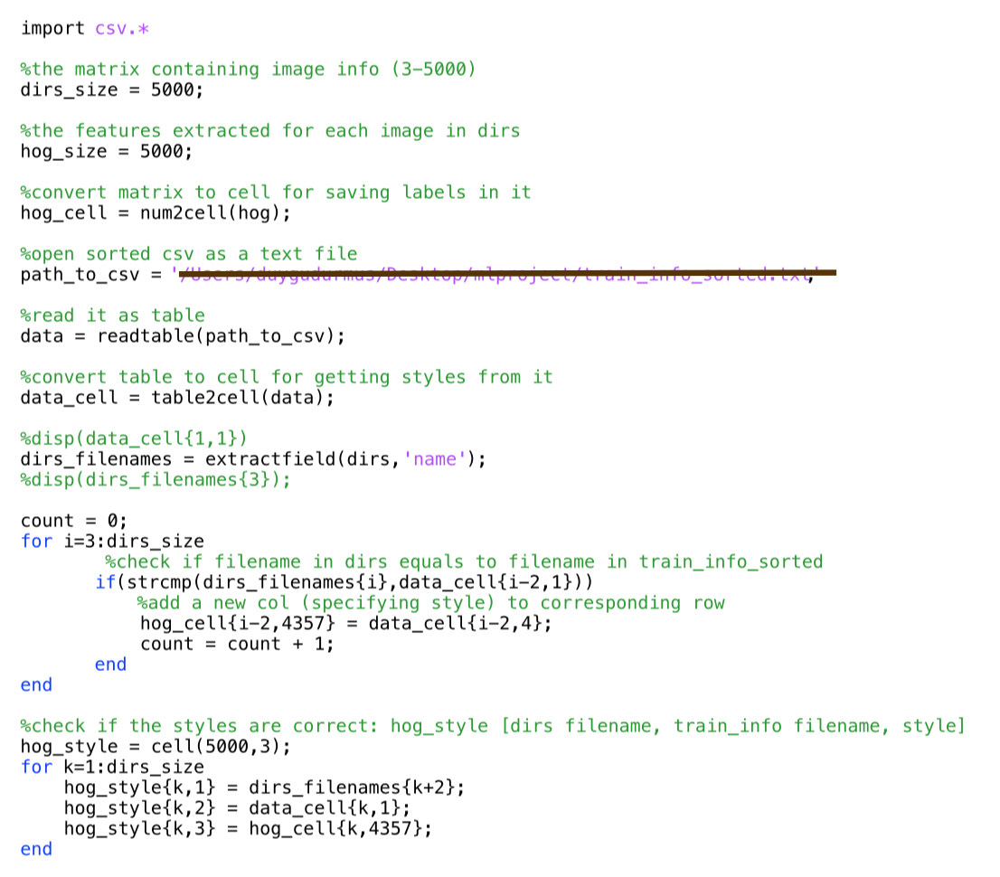 import csv.*
%the matrix containing image info (3-5000)
dirs_size = 5000;
%the features extracted for each image in dirs
hog_size = 5000;
%convert matrix to cell for saving labels in it
hog_cell = num2cell(hog);
%open sorted csv as a text file
path_to_csv = '
%read it as table
data = readtable(path_to_csv);
%convert table to cell for getting styles from it
data_cell = table2cell(data);
%disp(data_cell{1,1})
dirs_filenames = extractfield(dirs,'name');
%disp(dirs_filenames{3});
count = 0;
for i=3:dirs_size
%check if filename in dirs equals to filename in train_info_sorted
if(strcmp(dirs_filenames{i},data_cell{i-2,1}))
%add a new col (specifying style) to corresponding row
hog_cell{i-2,4357} = data_cell{i-2,4};
count = count + 1;
end
end
%check if the styles are correct: hog_style [dirs filename, train_info filename, style]
hog_style = cell(5000,3);
for k=1:dirs_size
hog_style{k,1} = dirs_filenames{k+2};
hog_style{k,2} = data_cell{k,1};
hog_style{k,3} = hog_cell{k,4357};
end